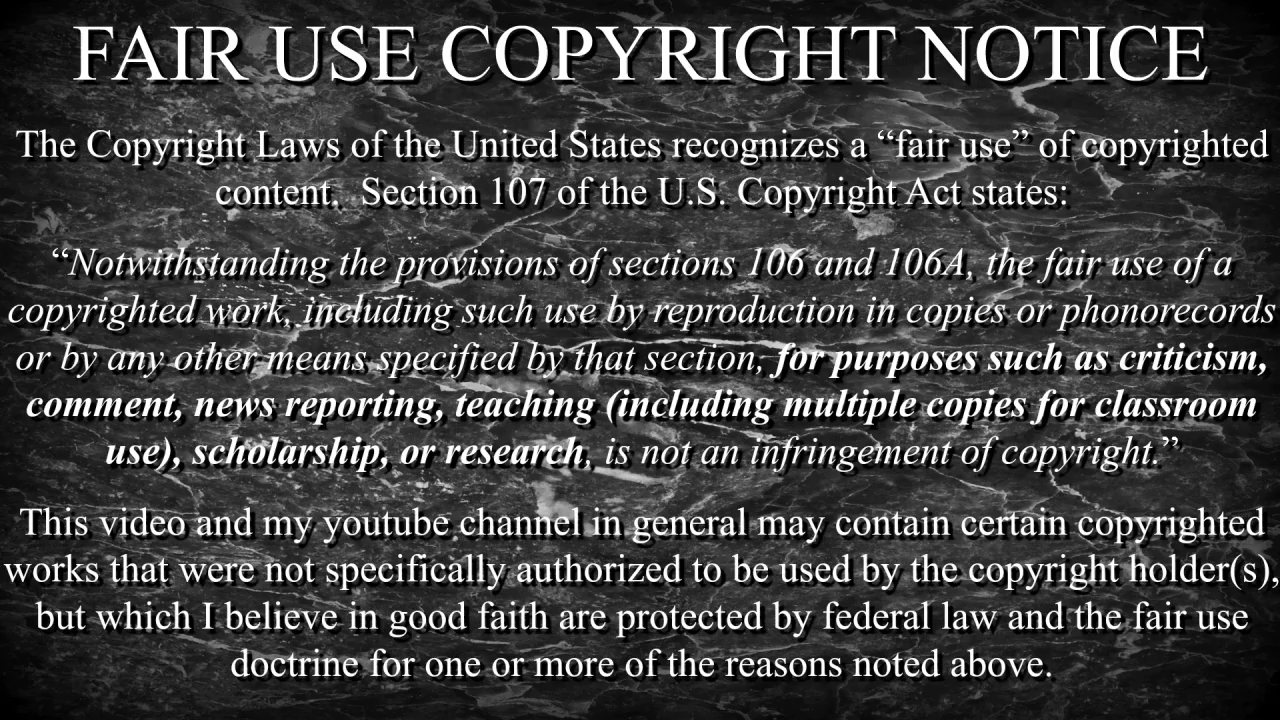 FAIR USE COPYRIGHT NOTICE
The Copyright Laws of the United States recognizes a “fair use” of copyrighted
content.  Section 107 of the U.S. Copyright Act states:
“Notwithstanding the provisions of sections 106 and 106A, the fair use of a
copyrighted work, including such use by reproduction in copies or phonorecords
or by any other means specified by that section, for purposes such as criticism,
comment, news reporting, teaching (including multiple copies for classroom
use), scholarship, or research, is not an infringement of copyright.”
This video and my youtube channel in general may contain certain copyrighted
works that were not specifically authorized to be used by the copyright holder(s),
but which I believe in good faith are protected by federal law and the fair use
doctrine for one or more of the reasons noted above.